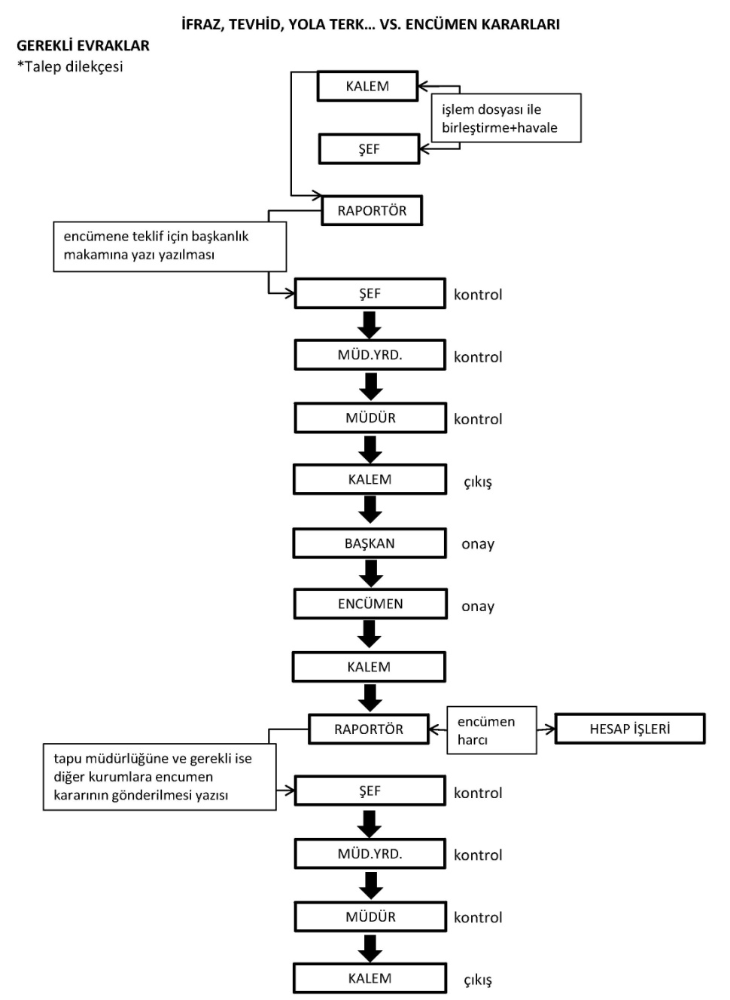 İFRAZ, TEVHİD, YOLA TERK... VS. ENCÜMEN KARARLARI
GEREKLİ EVRAKLAR
*Talep dilekçesi
KALEM
işlem dosyası ile
birleştirme+havale
ŞEF
RAPORTÖR
encümene teklif için başkanlık
makamına yazı yazılması
ŞEF kontrol
MÜD.YRD. kontrol
MÜDÜR kontrol
KALEM çıkış
BAŞKAN onay
ENCÜMEN onay
KALEM
RAPORTÖR
encümen
harcı
HESAP İŞLERİ
tapu müdürlüğüne ve gerekli ise
diğer kurumlara encumen
kararının gönderilmesi yazısı
ŞEF kontrol
MÜD.YRD. kontrol
MÜDÜR kontrol
KALEM çıkış